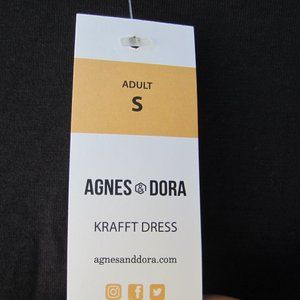 ADULT
S
AGNES & DORA
KRAFFT DRESS
agnesanddora.com